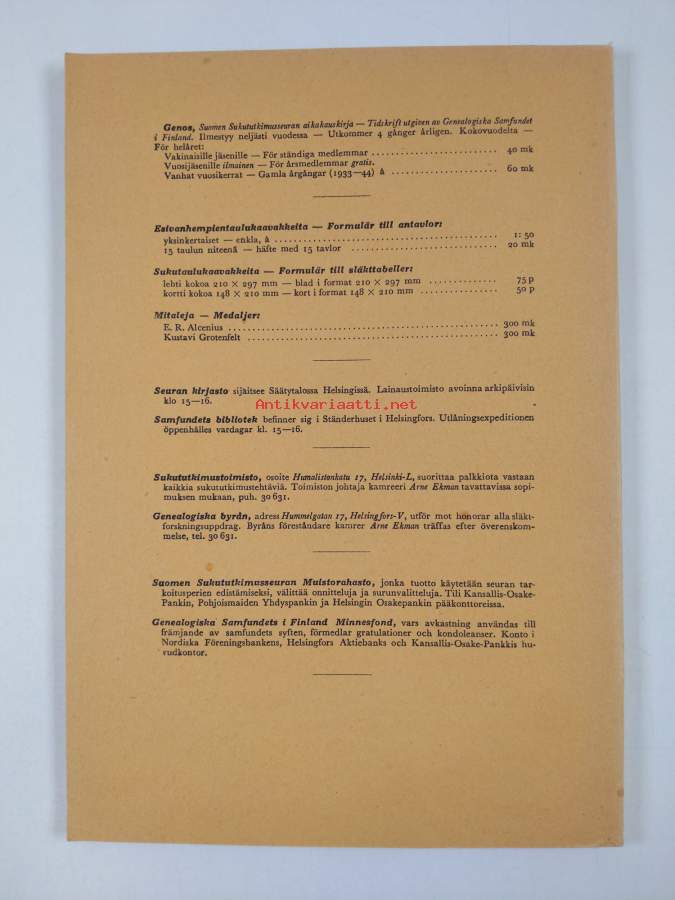 Genos, Suomen Sukututkimusseuran aikakauskirja — Tidskrift utgiven av Genealogiska Samfundet
i Finland. Ilmestyy neljästi vuodessa — Utkommer 4 gånger årligen. Kokovuodelta —
För helåret:
Vakinaisille jäsenille — För ständiga medlemmar .......................... 40 mk
Vuosijäsenille ilmainen — För årsmedlemmar gratis.
Vanhat vuosikerrat — Gamla årgångar (1933—44) à ...................... 60 mk
Esivanhempientaulukaavakkeita — Formulär till antavlor:
yksinkertaiset — enkla, à .............................................. 1: 50
15 taulun niteenä — häfte med 15 tavlor .............................. 20 mk
Sukutaulukaavakkeita — Formulär till släkttabeller:
lehti kokoa 210 × 297 mm — blad i format 210 × 297 mm .............. 75 p
kortti kokoa 148 × 210 mm — kort i format 148 × 210 mm .............. 50 p
Mitaleja — Medaljer:
E. R. Alcenius ........................................................ 300 mk
Kustavi Grotenfelt .................................................... 300 mk
Seuran kirjasto sijaitsee Säätytalossa Helsingissä. Lainaustoimisto avoinna arkipäivisin
klo 15—16.
Antikvariaatti.net
Samfundets bibliotek befinner sig i Ständerhuset i Helsingfors. Utlåningsexpeditionen
öppenhålles vardagar kl. 15—16.
Sukututkimustoimisto, osoite Humalistonkatu 17, Helsinki-L, suorittaa palkkiota vastaan
kaikkia sukututkimustehtäviä. Toimiston johtaja kamreeri Arne Ekman tavattavissa sopi-
muksen mukaan, puh. 30 631.
Genealogiska byrån, adress Hummelgatan 17, Helsingfors-V, utför mot honorar alla släkt-
forskningsuppdrag. Byråns föreståndare kamrer Arne Ekman träffas efter överenskom-
melse, tel. 30 631.
Suomen Sukututkimusseuran Muistorahasto, jonka tuotto käytetään seuran tar-
koitusperien edistämiseksi, välittää onnitteluja ja surunvalitteluja. Tili Kansallis-Osake-
Pankin, Pohjoismaiden Yhdyspankin ja Helsingin Osakepankin pääkonttoreissa.
Genealogiska Samfundets i Finland Minnesfond, vars avkastning användas till
främjande av samfundets syften, förmedlar gratulationer och kondoleanser. Konto i
Nordiska Föreningsbankens, Helsingfors Aktiebanks och Kansallis-Osake-Pankkis hu-
vudkontor.